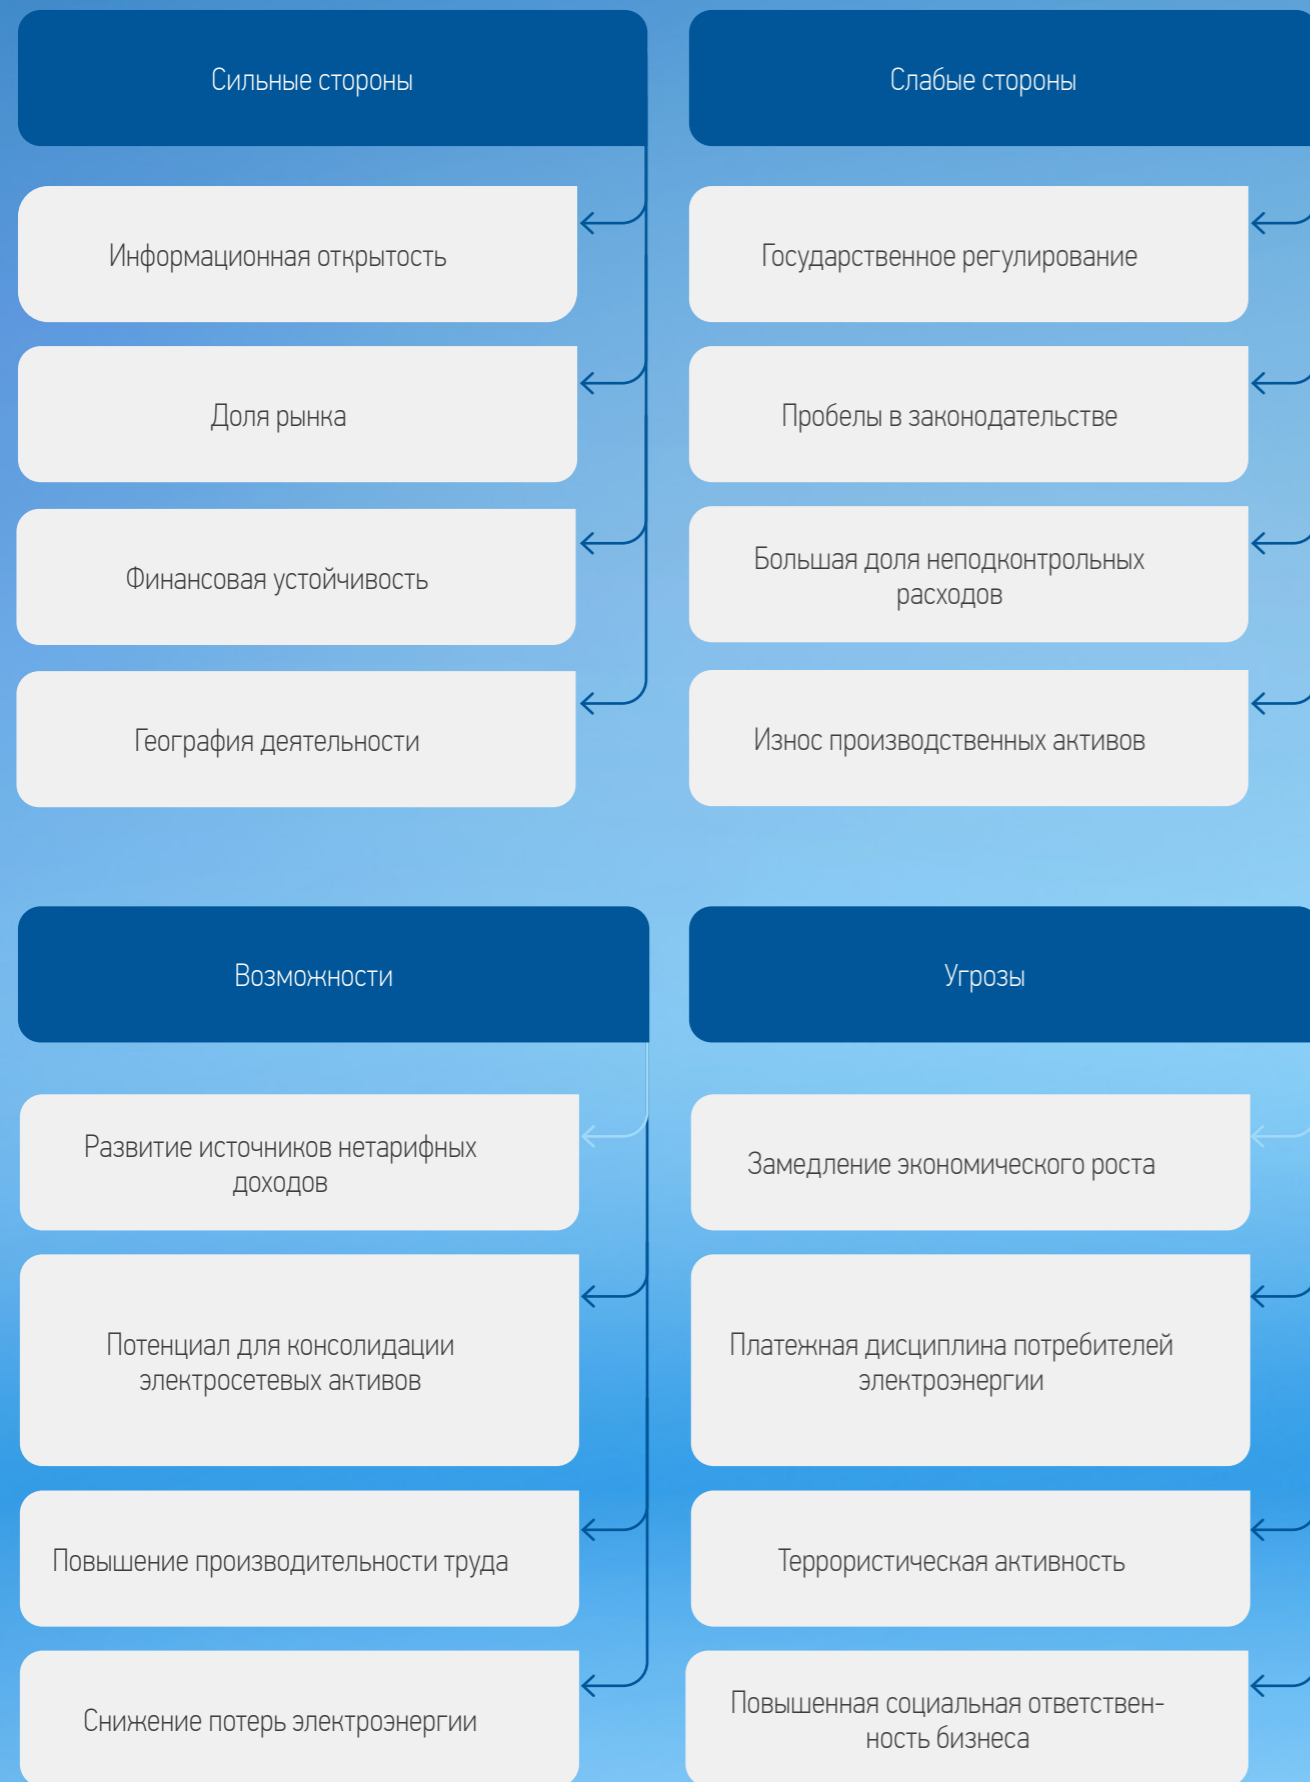 Сильные стороны
Информационная открытость
Доля рынка
Финансовая устойчивость
География деятельности
Слабые стороны
Государственное регулирование
Пробелы в законодательстве
Большая доля неподконтрольных
расходов
Износ производственных активов
Возможности
Развитие источников нетарифных
доходов
Потенциал для консолидации
электросетевых активов
Повышение производительности труда
Снижение потерь электроэнергии
Угрозы
Замедление экономического роста
Платежная дисциплина потребителей
электроэнергии
Террористическая активность
Повышенная социальная ответствен-
ность бизнеса